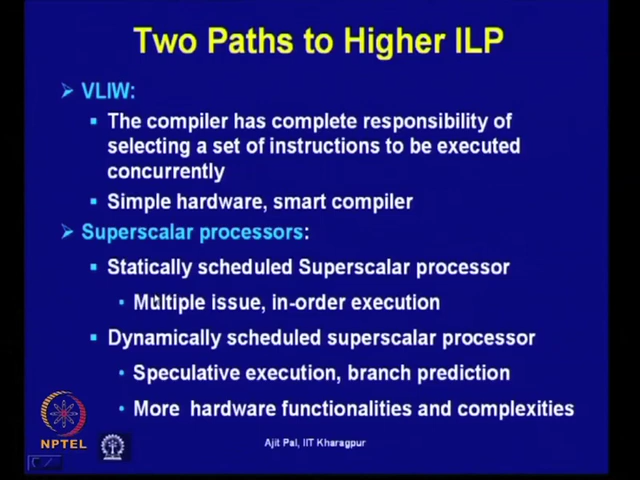 Two Paths to Higher ILP
VLIW:
The compiler has complete responsibility of
selecting a set of instructions to be executed
concurrently
Simple hardware, smart compiler
Superscalar processors:
Statically scheduled Superscalar processor
Multiple issue, in-order execution
Dynamically scheduled superscalar processor
Speculative execution, branch prediction
More hardware functionalities and complexities
NPTEL
Ajit Pal, IIT Kharagpur